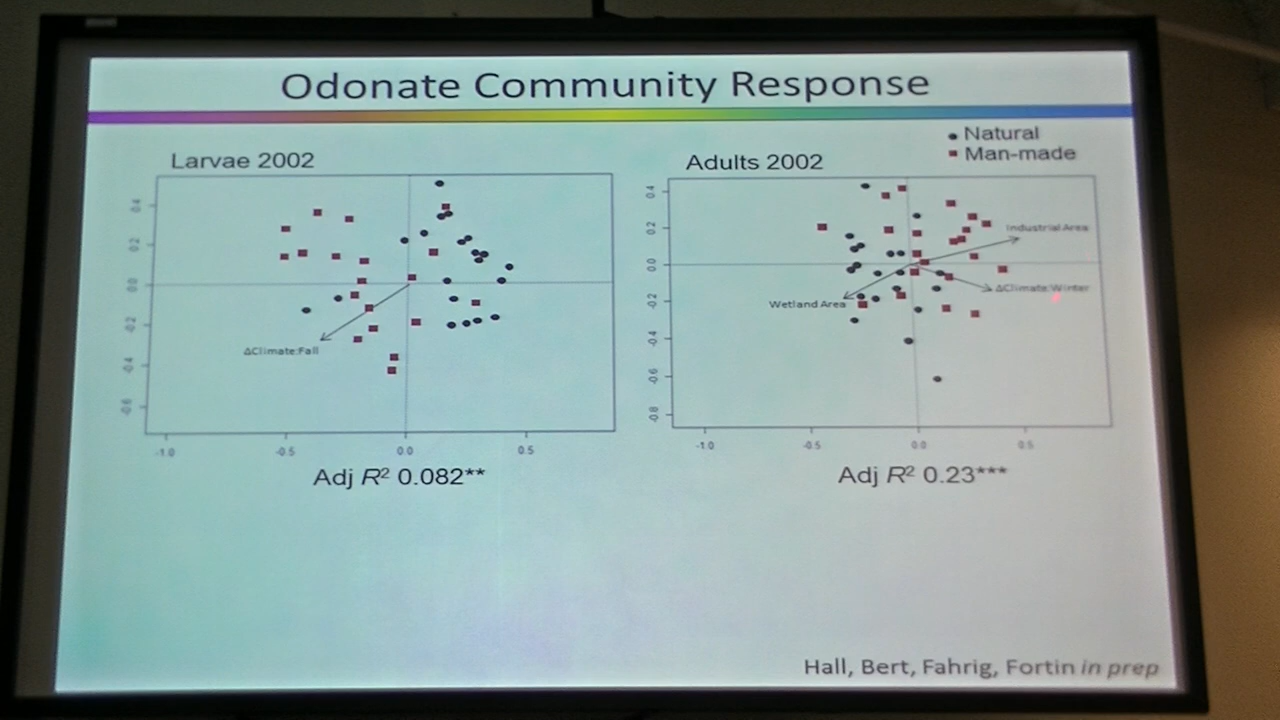 Odonate Community Response
Natural
Man-made
Larvae 2002
0.4
0.2
0.0
-0.2
-0.4
-0.6
ΔClimate:Fall
-1.0
-0.5
0.0
0.5
Adj R² 0.082**
Adults 2002
0.4
0.2
0.0
-0.2
-0.4
-0.6
-0.8
Industrial Area
ΔClimate:Winter
Wetland Area
-1.0
-0.5
0.0
0.5
Adj R² 0.23***
Hall, Bert, Fahrig, Fortin in prep